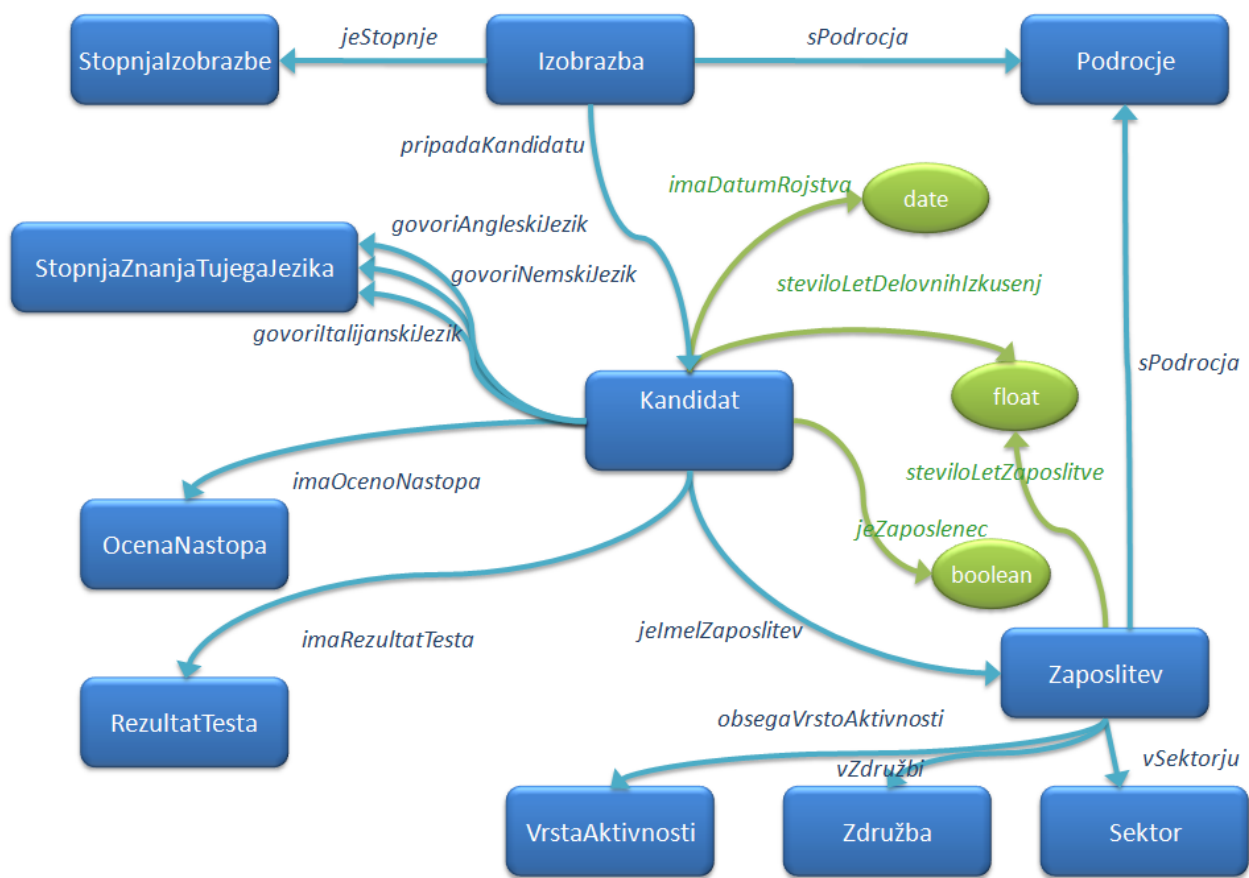 jeStopnje
sPodrocja
StopnjaIzobrazbe
Izobrazba
Podrocje
pripadaKandidatu
imaDatumRojstva
date
govoriAngleskiJezik
StopnjaZnanjaTujegaJezika
govoriNemskiJezik
steviloLetDelovnihIzkusenj
govoriItalijanskiJezik
sPodrocja
Kandidat
float
imaOcenoNastopa
steviloLetZaposlitve
jeZaposlenec
OcenaNastopa
boolean
imaRezultatTesta
jeImelZaposlitev
Zaposlitev
RezultatTesta
obsegaVrstoAktivnosti
vZdružbi
vSektorju
VrstaAktivnosti
Združba
Sektor